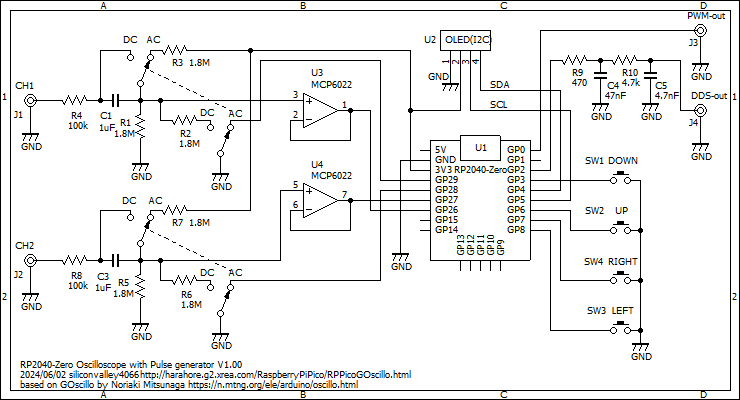 A B C D
PWM-out
J3
U2 OLED(I2C)
1 2 3 4
GND
SDA
SCL
GND
R9
470
R10
4.7k
C4
47nF
C5
4.7nF
GND
GND
DDS-out
J4
GND
DC AC
R3 1.8M
CH1
J1
GND
R4
100k
C1
1uF
R1
1.8M
GND
R2
1.8M
DC AC
GND
U3
MCP6022
3
2
1
U4
MCP6022
5
6
7
U1
RP2040-Zero
5V
GND
3V3
GP29
GP28
GP27
GP26
GP15
GP14
GP13
GP12
GP11
GP10
GP9
GP0
GP1
GP2
GP3
GP4
GP5
GP6
GP7
GP8
GND
SW1 DOWN
SW2 UP
SW4 RIGHT
SW3 LEFT
GND
DC AC
R7 1.8M
CH2
J2
GND
R8
100k
C3
1uF
R5
1.8M
GND
R6
1.8M
DC AC
GND
1 1
2 2
RP2040-Zero Oscilloscope with Pulse generator V1.00
2024/06/02 siliconvalley4066http://harahore.g2.xrea.com/RaspberryPiPico/RPPicoGOscillo.html
based on GOscillo by Noriaki Mitsunaga https://n.mtng.org/ele/arduino/oscillo.html
A B C D